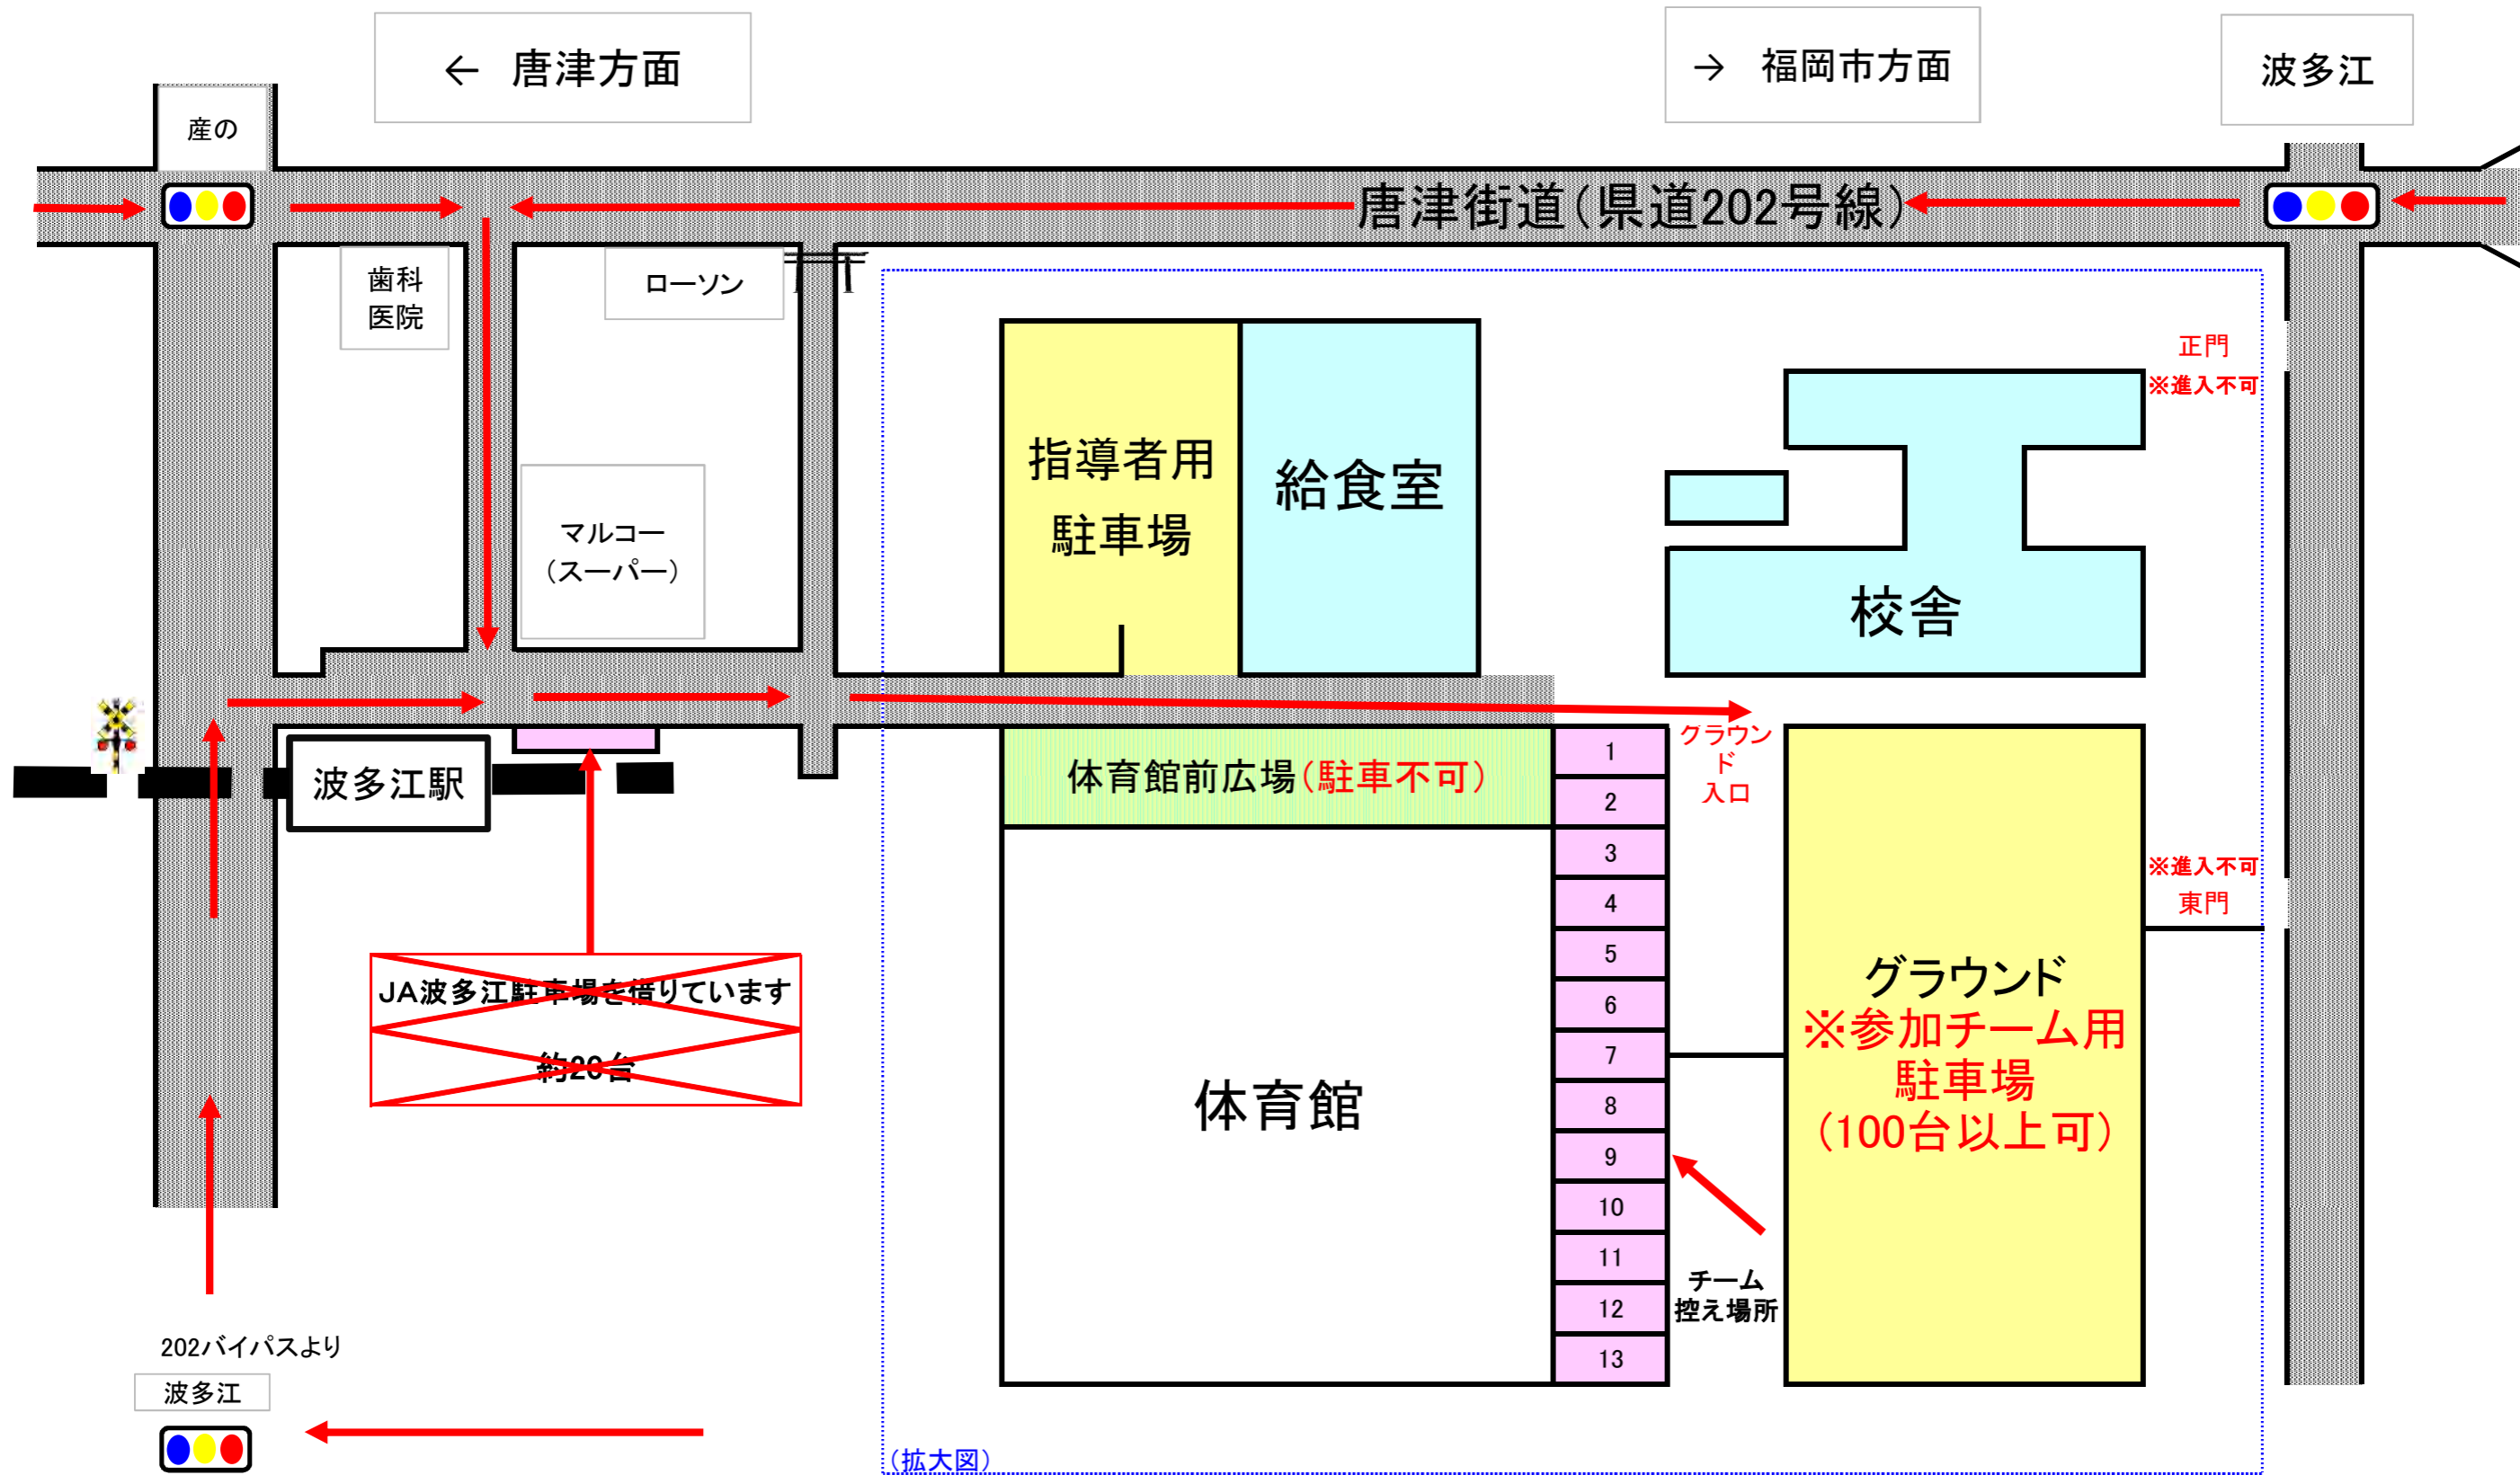 ← 唐津方面
→ 福岡市方面
波多江
産の
唐津街道(県道202号線)
歯科
医院
ローソン
正門
※進入不可
指導者用
駐車場
給食室
マルコー
(スーパー)
校舎
グラウン
ド
入口
体育館前広場(駐車不可)
波多江駅
1
2
3
4
5
6
7
8
9
10
11
12
13
※進入不可
東門
JA波多江駐車場を借りています
約20台
グラウンド
※参加チーム用
駐車場
(100台以上可)
体育館
チーム
控え場所
202バイパスより
波多江
(拡大図)